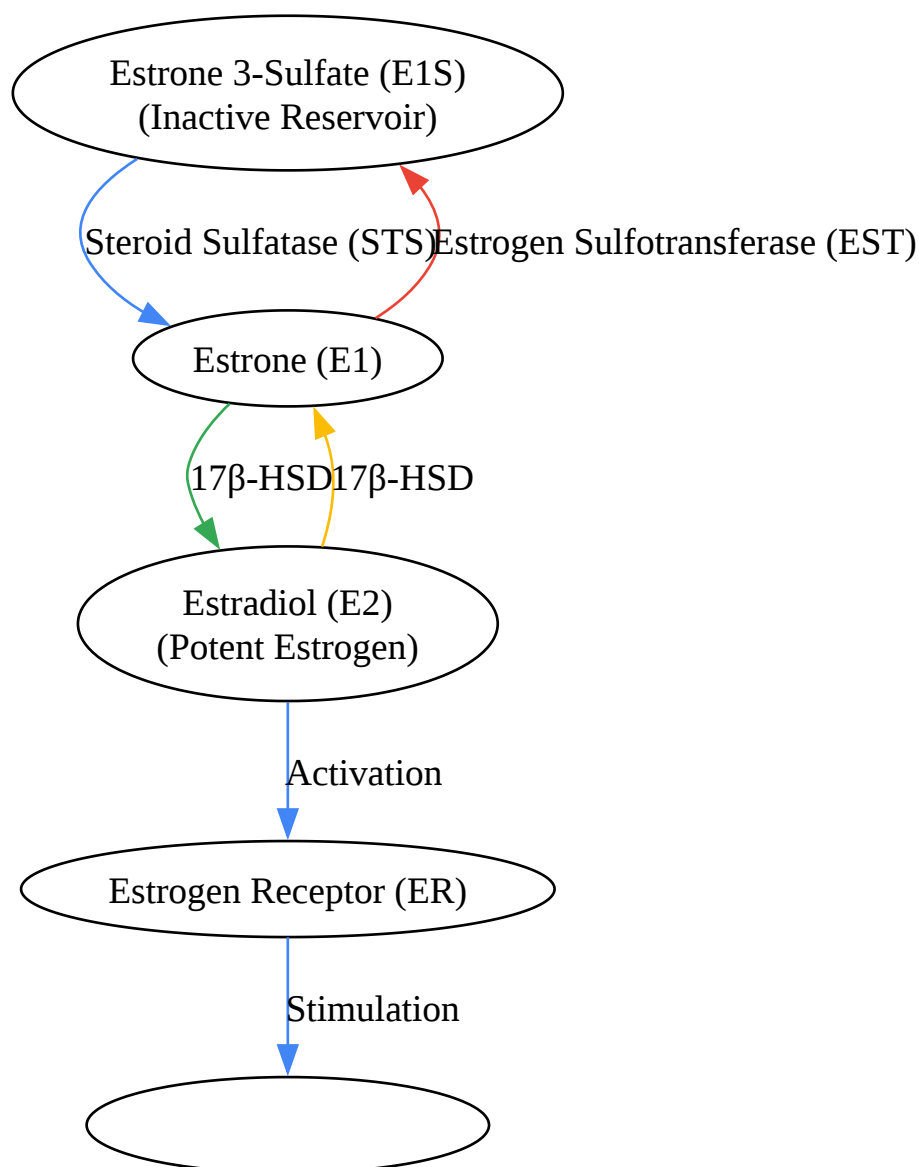 Estrone 3-Sulfate (E1S)
(Inactive Reservoir)
Steroid Sulfatase (STS)
Estrogen Sulfotransferase (EST)
Estrone (E1)
17β-HSD
17β-HSD
Estradiol (E2)
(Potent Estrogen)
Activation
Estrogen Receptor (ER)
Stimulation